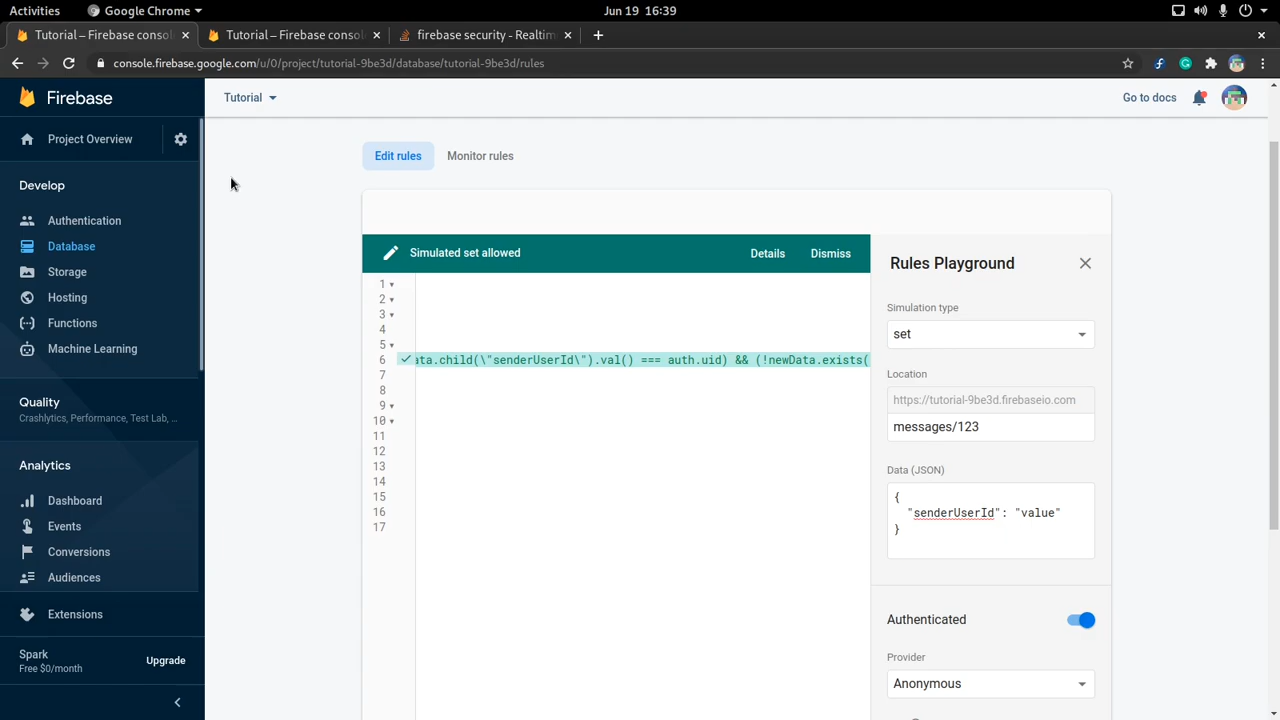 Activities
Google Chrome
Jun 19 16:39
Tutorial – Firebase consol
Tutorial – Firebase consol
firebase security - Realtim
console.firebase.google.com/u/0/project/tutorial-9be3d/database/tutorial-9be3d/rules
Firebase
Tutorial
Go to docs
Project Overview
Develop
Authentication
Database
Storage
Hosting
Functions
Machine Learning
Quality
Crashlytics, Performance, Test Lab, …
Analytics
Dashboard
Events
Conversions
Audiences
Extensions
Spark
Free $0/month
Upgrade
Edit rules
Monitor rules
Simulated set allowed
Details
Dismiss
1
2
3
4
5
6 ata.child(\"senderUserId\").val() === auth.uid) && (!newData.exists(
7
8
9
10
11
12
13
14
15
16
17
Rules Playground
Simulation type
set
Location
https://tutorial-9be3d.firebaseio.com
messages/123
Data (JSON)
{
"senderUserId": "value"
}
Authenticated
Provider
Anonymous